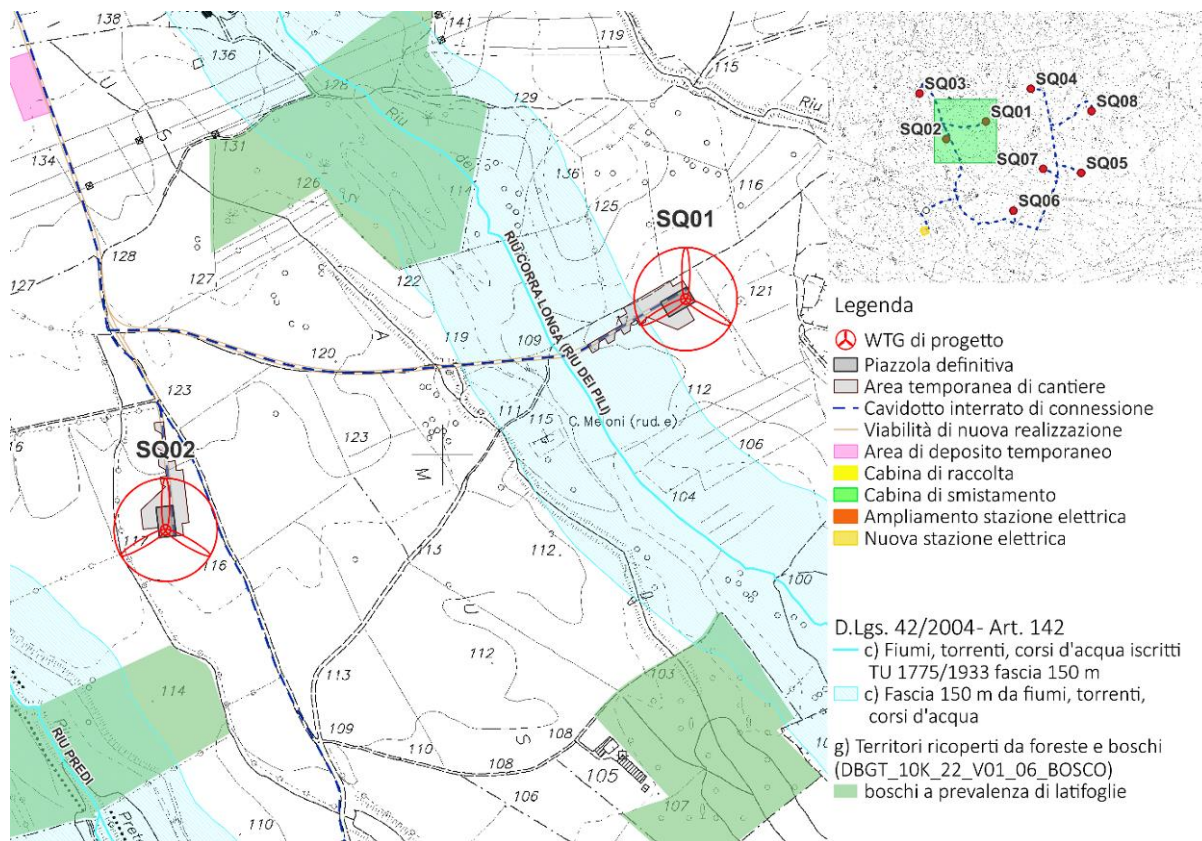 138
141
136
119
115
Riu
128
129
Riu
134
131
136
126
114
116
125
SQ01
128
127
127
122
121
119
109
120
RIU CORRA LONGA (RIU DEI PILI)
112
123
111
115
C. Meloni (rud.e)
123
106
SQ02
M
104
117
116
113
112
100
112
114
113
103
109
110
108
108
105
106
107
110
RIU PREDI
SQ03
SQ04
SQ01
SQ08
SQ02
SQ07
SQ05
SQ06
Legenda
WTG di progetto
Piazzola definitiva
Area temporanea di cantiere
Cavidotto interrato di connessione
Viabilità di nuova realizzazione
Area di deposito temporaneo
Cabina di raccolta
Cabina di smistamento
Ampliamento stazione elettrica
Nuova stazione elettrica
D.Lgs. 42/2004- Art. 142
c) Fiumi, torrenti, corsi d'acqua iscritti
TU 1775/1933 fascia 150 m
c) Fascia 150 m da fiumi, torrenti,
corsi d'acqua
g) Territori ricoperti da foreste e boschi
(DBGT_10K_22_V01_06_BOSCO)
boschi a prevalenza di latifoglie